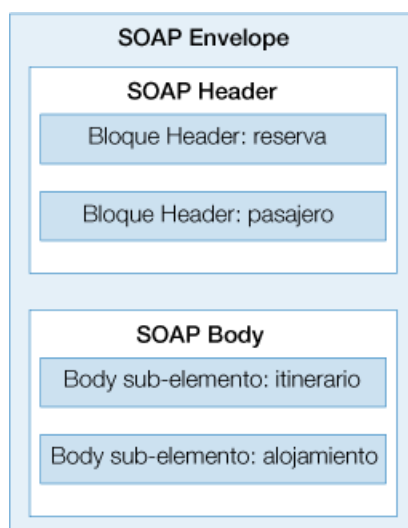 SOAP Envelope
SOAP Header
Bloque Header: reserva
Bloque Header: pasajero
SOAP Body
Body sub-elemento: itinerario
Body sub-elemento: alojamiento